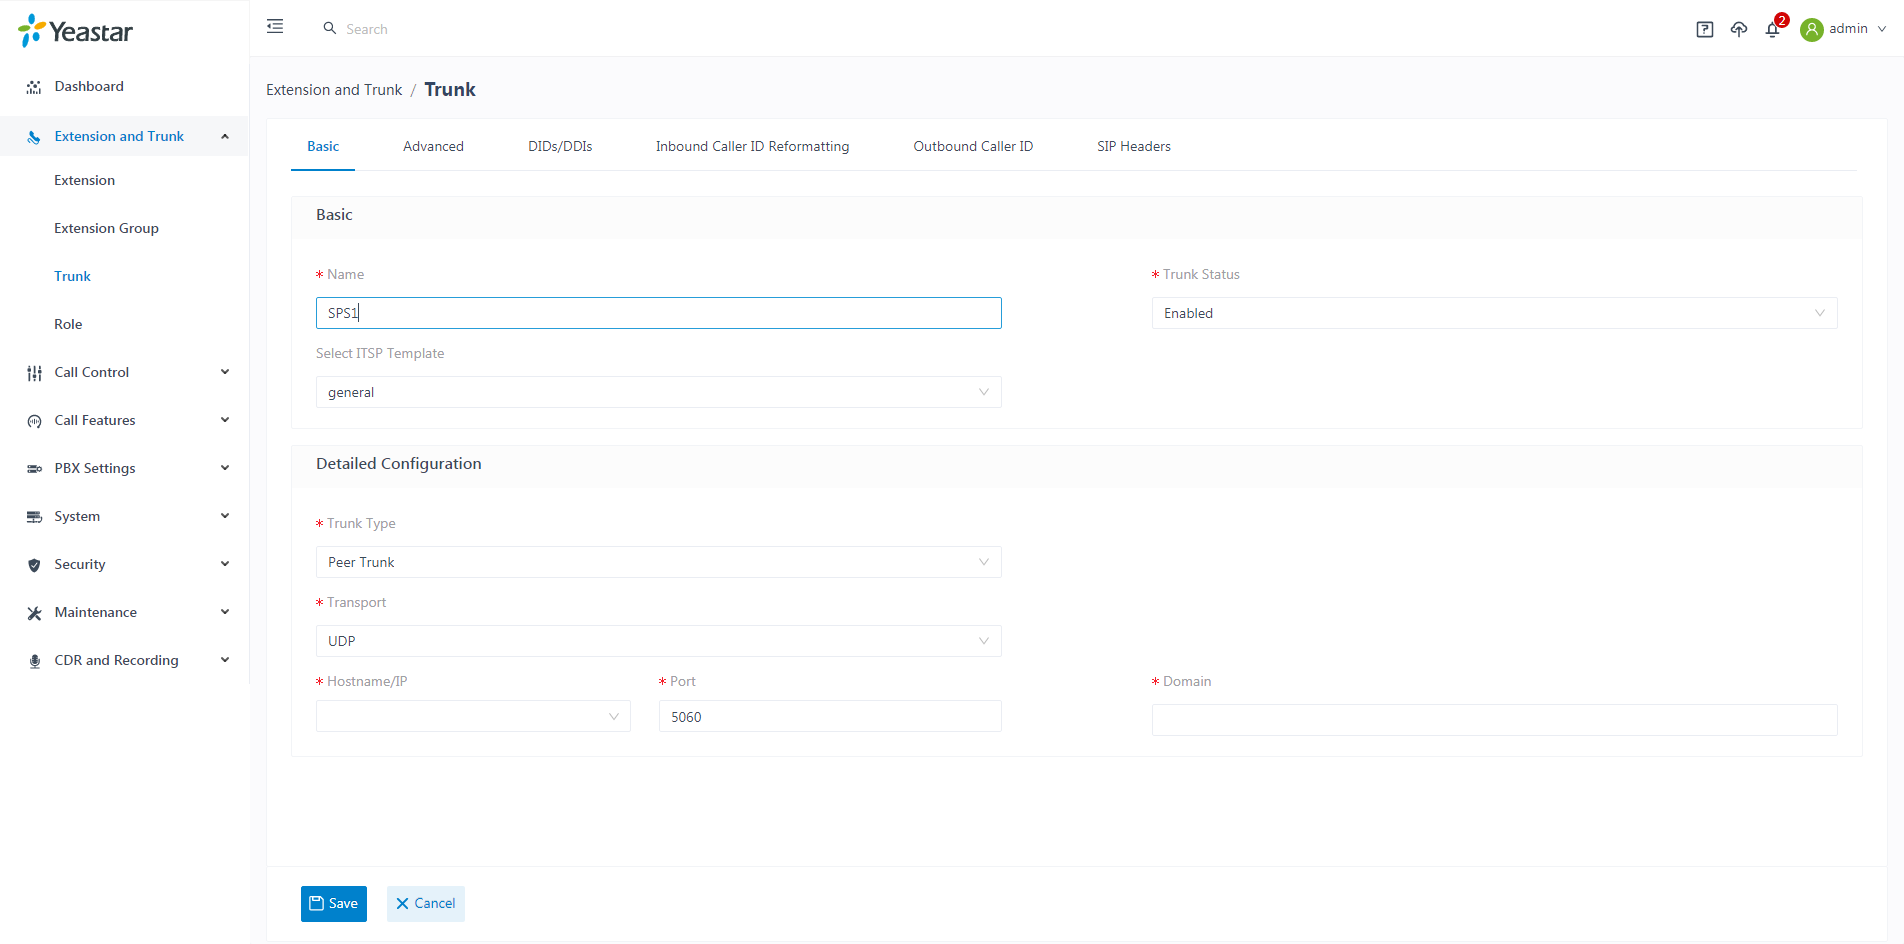 Yeastar
Search
2
admin
Dashboard
Extension and Trunk
Extension
Extension Group
Trunk
Role
Call Control
Call Features
PBX Settings
System
Security
Maintenance
CDR and Recording
Extension and Trunk / Trunk
Basic Advanced DIDs/DDIs Inbound Caller ID Reformatting Outbound Caller ID SIP Headers
Basic
* Name * Trunk Status
SPS1 Enabled
Select ITSP Template
general
Detailed Configuration
* Trunk Type
Peer Trunk
* Transport
UDP
* Hostname/IP * Port * Domain
5060
Save Cancel